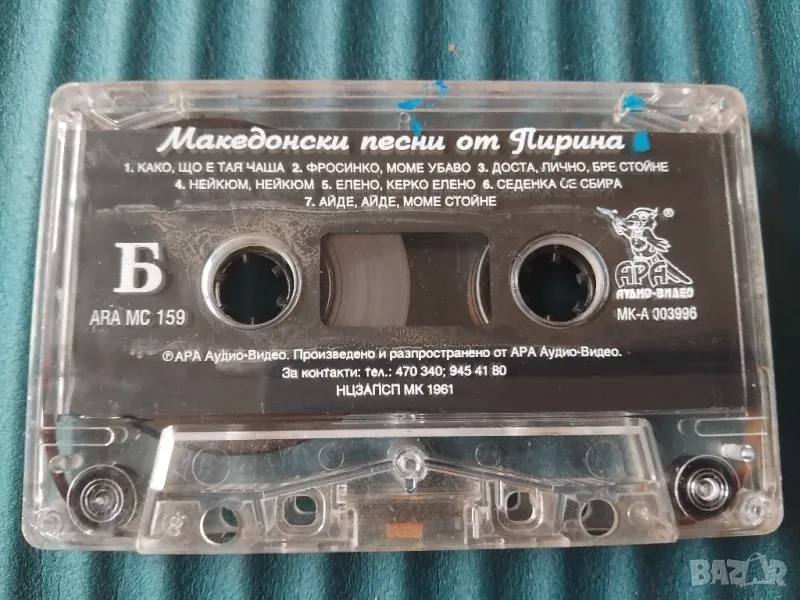 Македонски песни от Пирина
1. КАКО, ЩО Е ТАЯ ЧАША 2. ФРОСИНКО, МОМЕ УБАВО 3. ДОСТА, ЛИЧНО, БРЕ СТОЙНЕ
4. НЕЙКЮМ, НЕЙКЮМ 5. ЕЛЕНО, КЕРКО ЕЛЕНО 6. СЕДЕНКА СЕ СБИРА
7. АЙДЕ, АЙДЕ, МОМЕ СТОЙНЕ
Б
®
АРА
АУДИО-ВИДЕО
ARA MC 159
МК-А 003996
Ⓟ АРА Аудио-Видео. Произведено и разпространено от АРА Аудио-Видео.
За контакти: тел.: 470 340; 945 41 80
НЦЗАПСП МК 1961
BAZAR